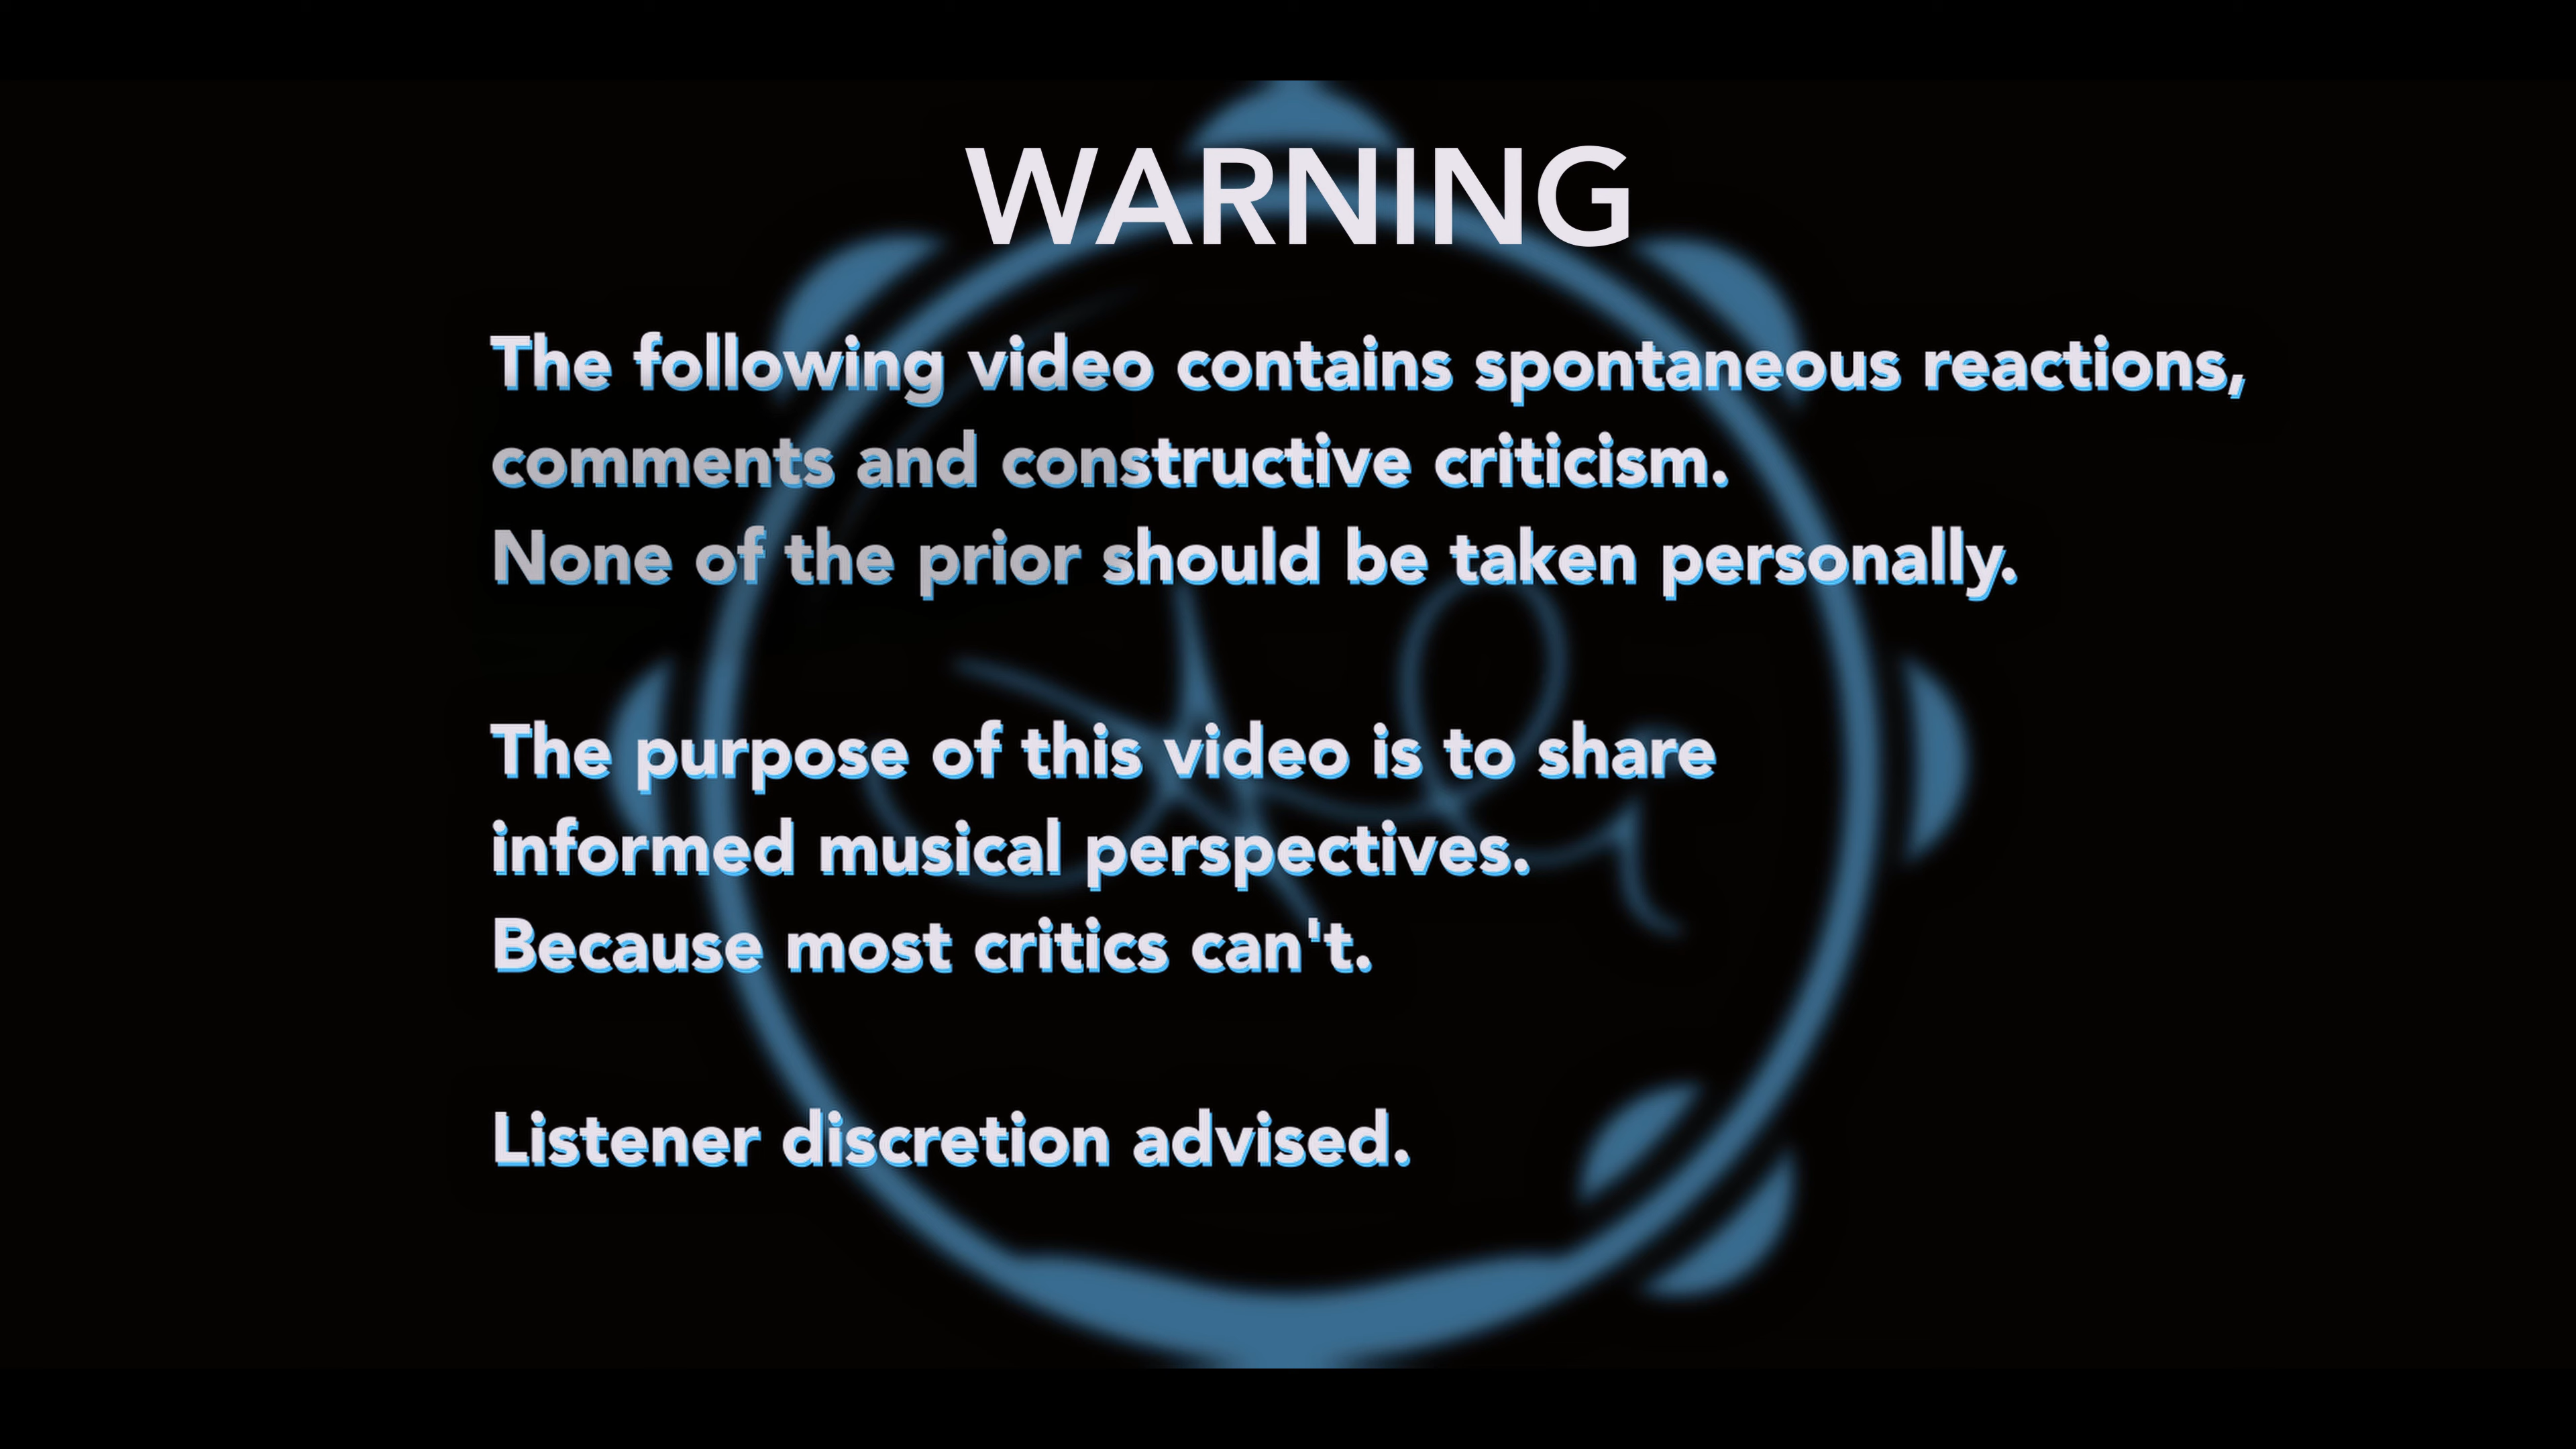 WARNING
The following video contains spontaneous reactions,
comments and constructive criticism.
None of the prior should be taken personally.
The purpose of this video is to share
informed musical perspectives.
Because most critics can't.
Listener discretion advised.